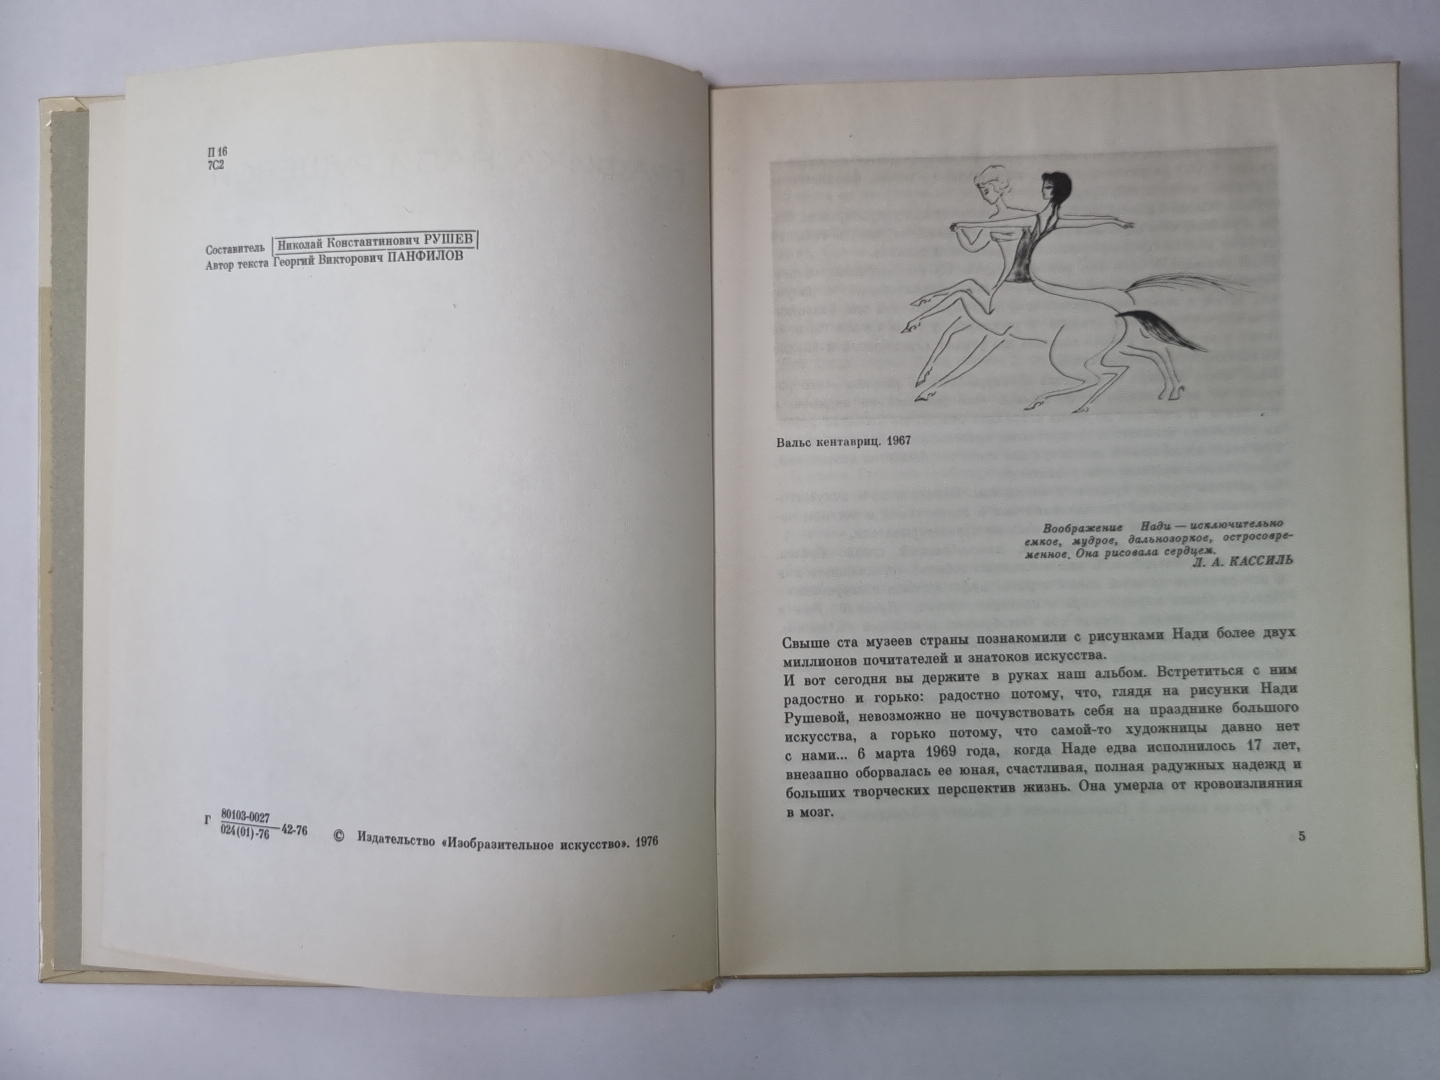 П 16
7С2
Составитель Николай Константинович РУШЕВ
Автор текста Георгий Викторович ПАНФИЛОВ
Г 80103-0027
024(01)-76 42-76
© Издательство «Изобразительное искусство». 1976
Вальс кентавриц. 1967
Воображение Нади — исключительно
емкое, мудрое, дальнозоркое, остросовре-
менное. Она рисовала сердцем.
Л. А. КАССИЛЬ
Свыше ста музеев страны познакомили с рисунками Нади более двух
миллионов почитателей и знатоков искусства.
И вот сегодня вы держите в руках наш альбом. Встретиться с ним
радостно и горько: радостно потому, что, глядя на рисунки Нади
Рушевой, невозможно не почувствовать себя на празднике большого
искусства, а горько потому, что самой-то художницы давно нет
с нами... 6 марта 1969 года, когда Наде едва исполнилось 17 лет,
внезапно оборвалась ее юная, счастливая, полная радужных надежд и
больших творческих перспектив жизнь. Она умерла от кровоизлияния
в мозг.
5